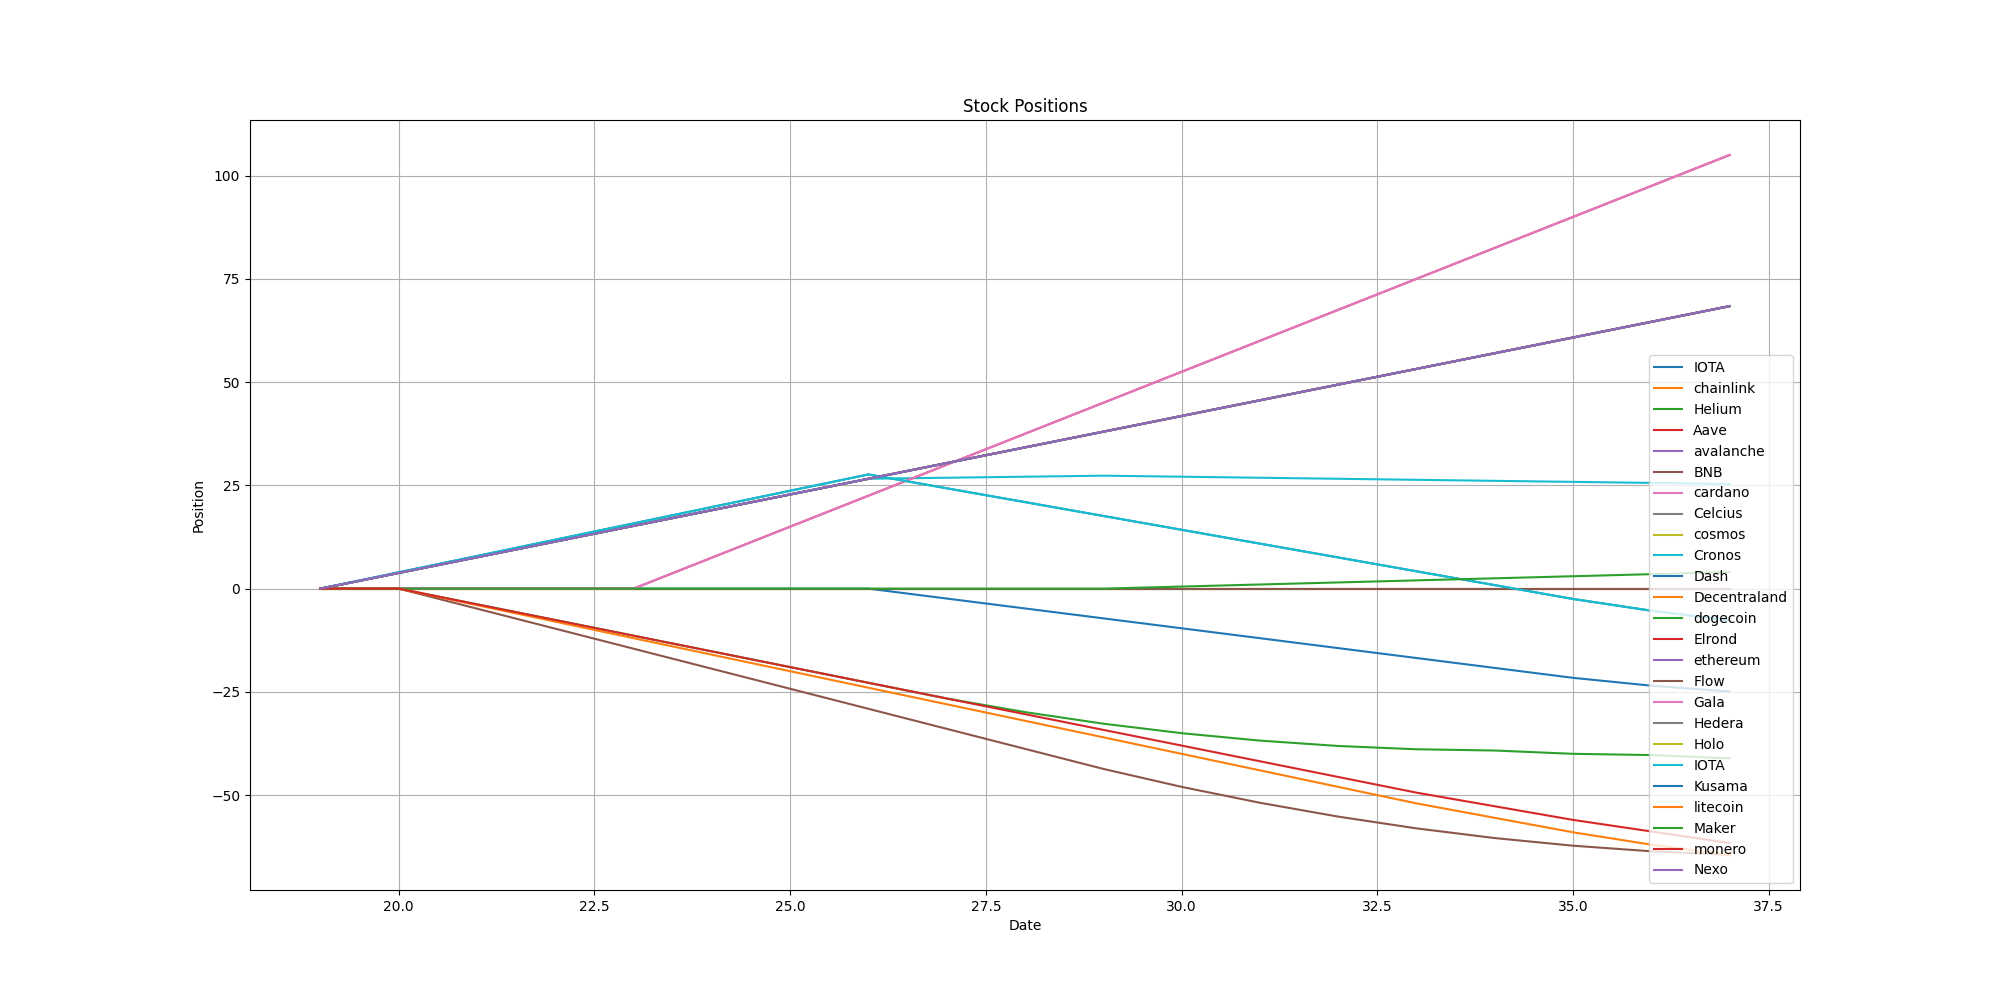 Stock Positions
100
75
50
25
0
−25
−50
Position
20.0
22.5
25.0
27.5
30.0
32.5
35.0
37.5
Date
IOTA
chainlink
Helium
Aave
avalanche
BNB
cardano
Celcius
cosmos
Cronos
Dash
Decentraland
dogecoin
Elrond
ethereum
Flow
Gala
Hedera
Holo
IOTA
Kusama
litecoin
Maker
monero
Nexo